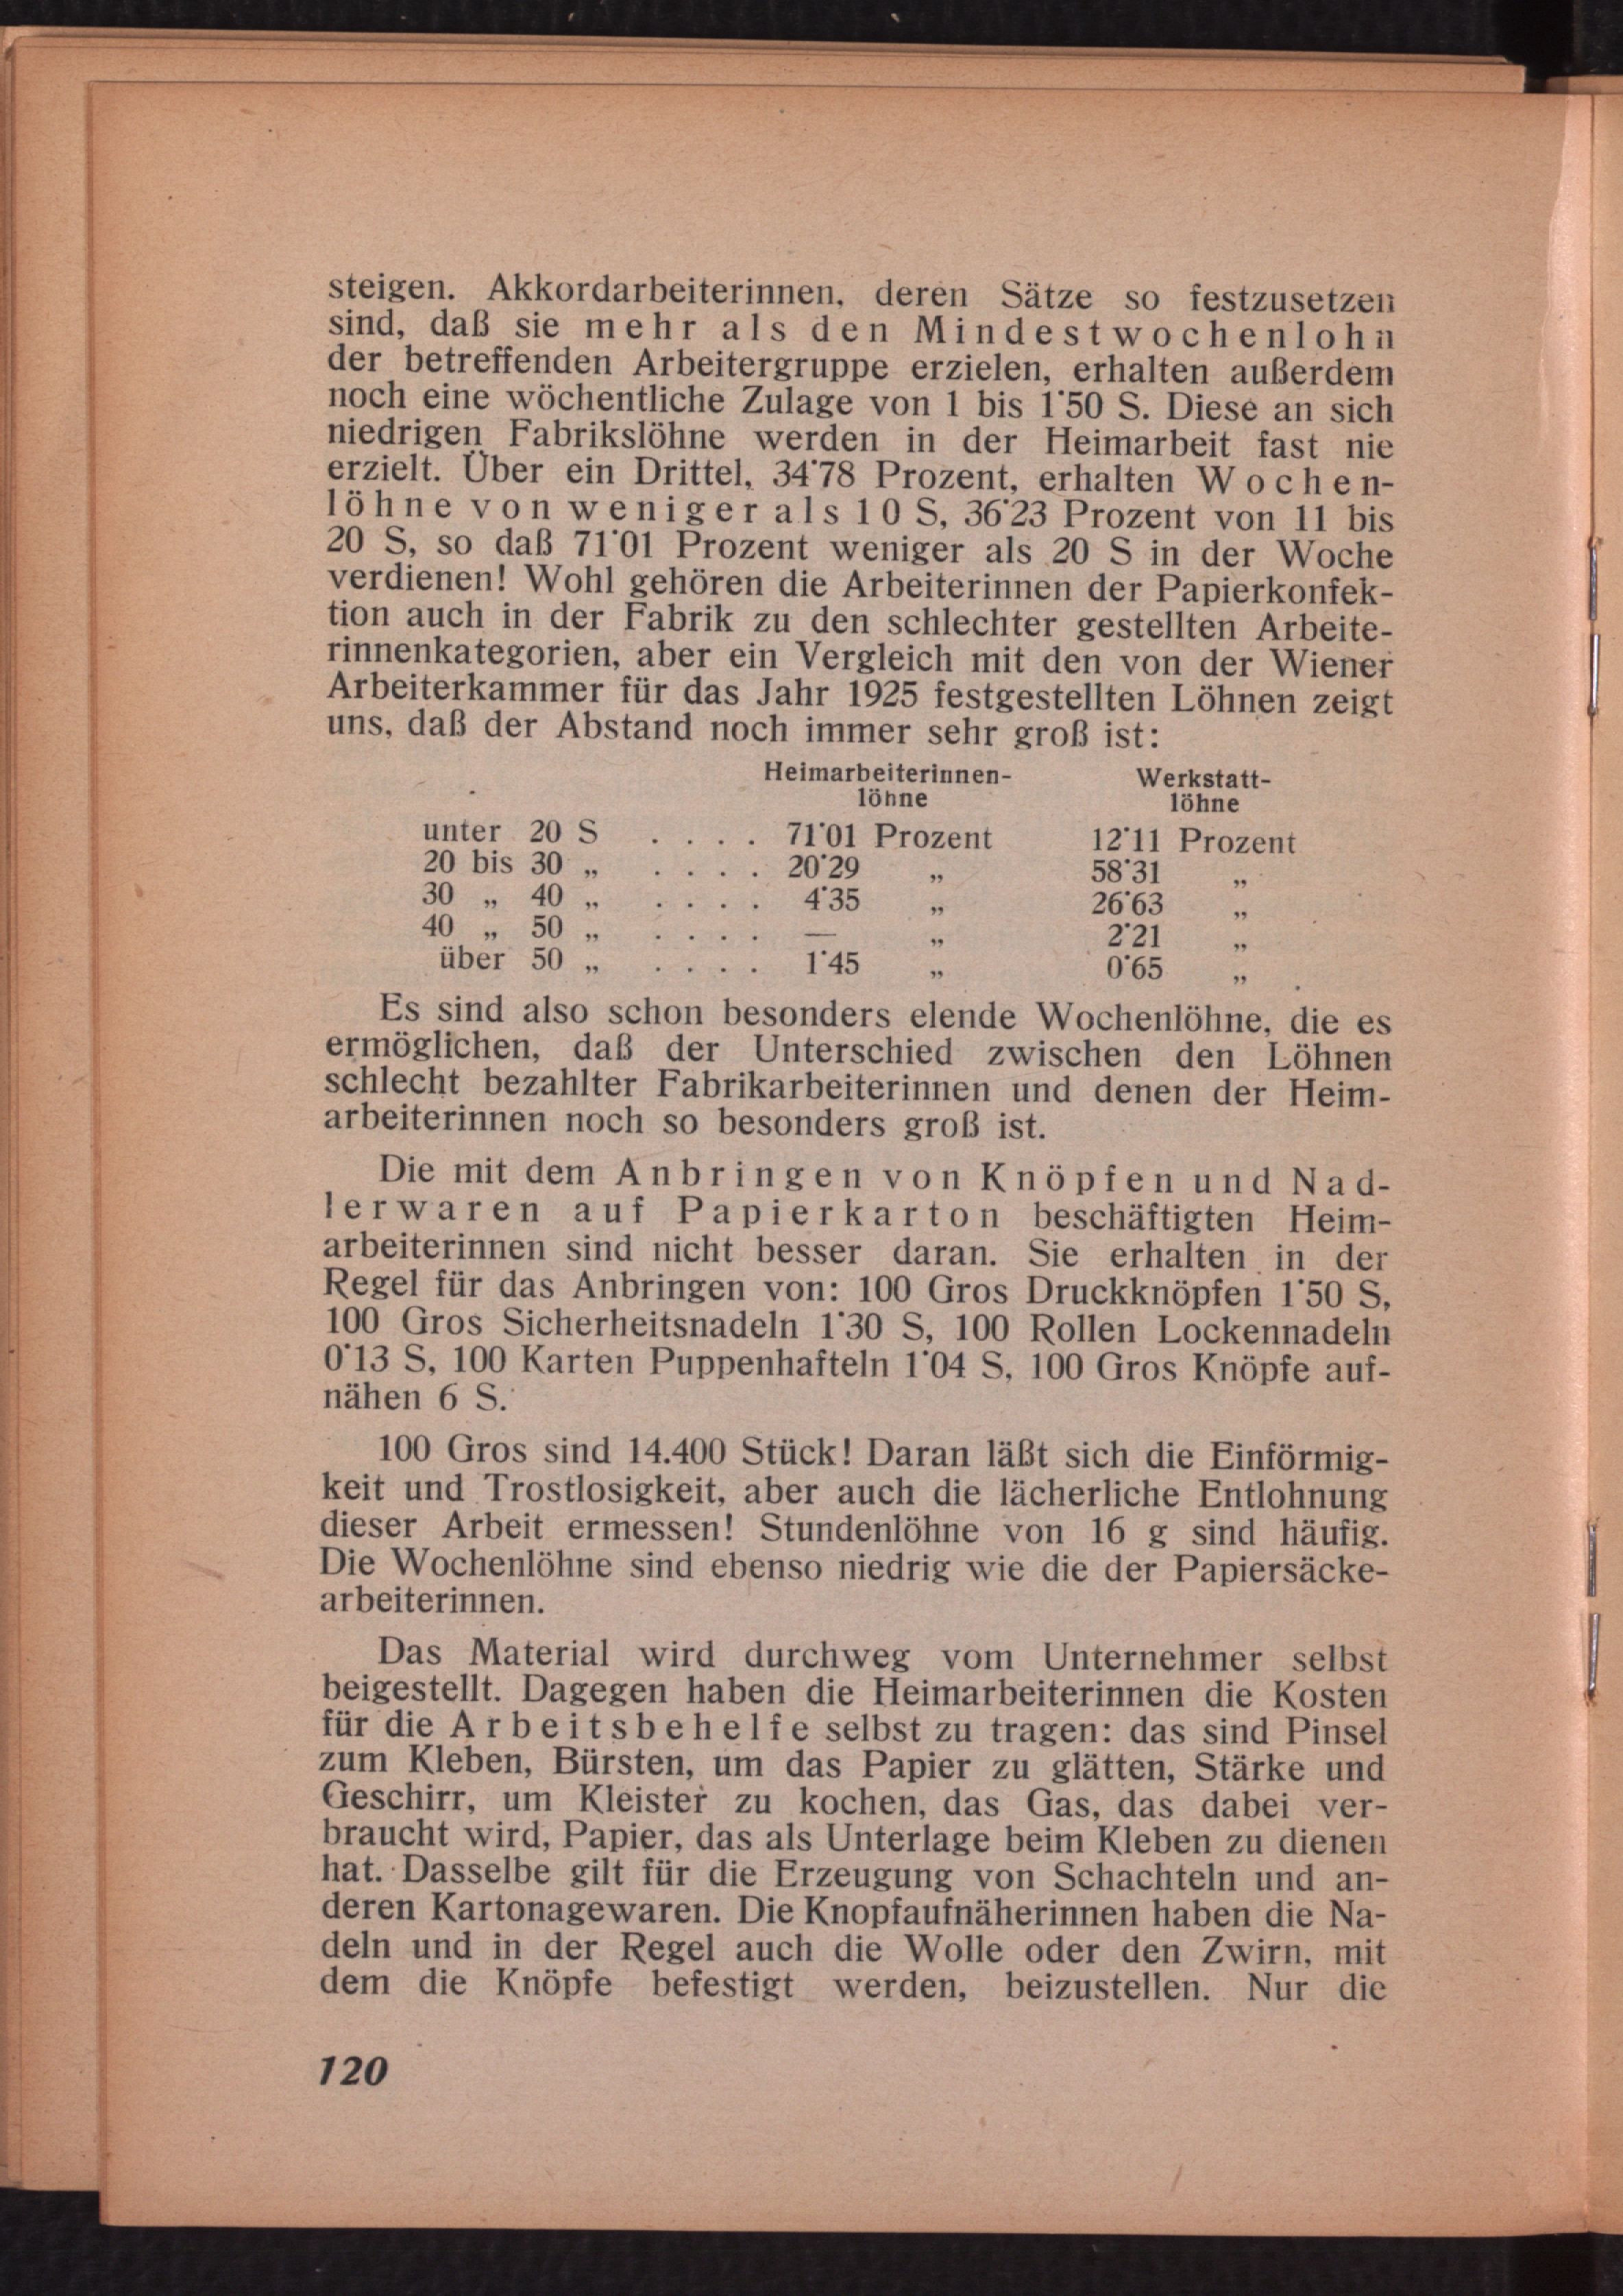 steigen. Akkordarbeiterinnen, deren Sätze so festzusetzen
sind, daß sie mehr als den Mindestwochenlohn
der betreffenden Arbeitergruppe erzielen, erhalten außerdem
noch eine wöchentliche Zulage von 1 bis 1˙50 S. Diese an sich
niedrigen Fabrikslöhne werden in der Heimarbeit fast nie
erzielt. Über ein Drittel, 34˙78 Prozent, erhalten Wochen-
löhne von weniger als 10 S, 36˙23 Prozent von 11 bis
20 S, so daß 71˙01 Prozent weniger als 20 S in der Woche
verdienen! Wohl gehören die Arbeiterinnen der Papierkonfek-
tion auch in der Fabrik zu den schlechter gestellten Arbeite-
rinnenkategorien, aber ein Vergleich mit den von der Wiener
Arbeiterkammer für das Jahr 1925 festgestellten Löhnen zeigt
uns, daß der Abstand noch immer sehr groß ist:
Heimarbeiterinnen- Werkstatt-
löhne löhne
unter 20 S . . . . 71˙01 Prozent 12˙11 Prozent
20 bis 30 „ . . . . 20˙29 „ 58˙31 „
30 „ 40 „ . . . . 4˙35 „ 26˙63 „
40 „ 50 „ . . . . — „ 2˙21 „
über 50 „ . . . . 1˙45 „ 0˙65 „
Es sind also schon besonders elende Wochenlöhne, die es
ermöglichen, daß der Unterschied zwischen den Löhnen
schlecht bezahlter Fabrikarbeiterinnen und denen der Heim-
arbeiterinnen noch so besonders groß ist.
Die mit dem Anbringen von Knöpfen und Nad-
lerwaren auf Papierkarton beschäftigten Heim-
arbeiterinnen sind nicht besser daran. Sie erhalten in der
Regel für das Anbringen von: 100 Gros Druckknöpfen 1˙50 S,
100 Gros Sicherheitsnadeln 1˙30 S, 100 Rollen Lockennadeln
0˙13 S, 100 Karten Puppenhafteln 1˙04 S, 100 Gros Knöpfe auf-
nähen 6 S.
100 Gros sind 14.400 Stück! Daran läßt sich die Einförmig-
keit und Trostlosigkeit, aber auch die lächerliche Entlohnung
dieser Arbeit ermessen! Stundenlöhne von 16 g sind häufig.
Die Wochenlöhne sind ebenso niedrig wie die der Papiersäcke-
arbeiterinnen.
Das Material wird durchweg vom Unternehmer selbst
beigestellt. Dagegen haben die Heimarbeiterinnen die Kosten
für die Arbeitsbehelfe selbst zu tragen: das sind Pinsel
zum Kleben, Bürsten, um das Papier zu glätten, Stärke und
Geschirr, um Kleister zu kochen, das Gas, das dabei ver-
braucht wird, Papier, das als Unterlage beim Kleben zu dienen
hat. Dasselbe gilt für die Erzeugung von Schachteln und an-
deren Kartonagewaren. Die Knopfaufnäherinnen haben die Na-
deln und in der Regel auch die Wolle oder den Zwirn, mit
dem die Knöpfe befestigt werden, beizustellen. Nur die
120